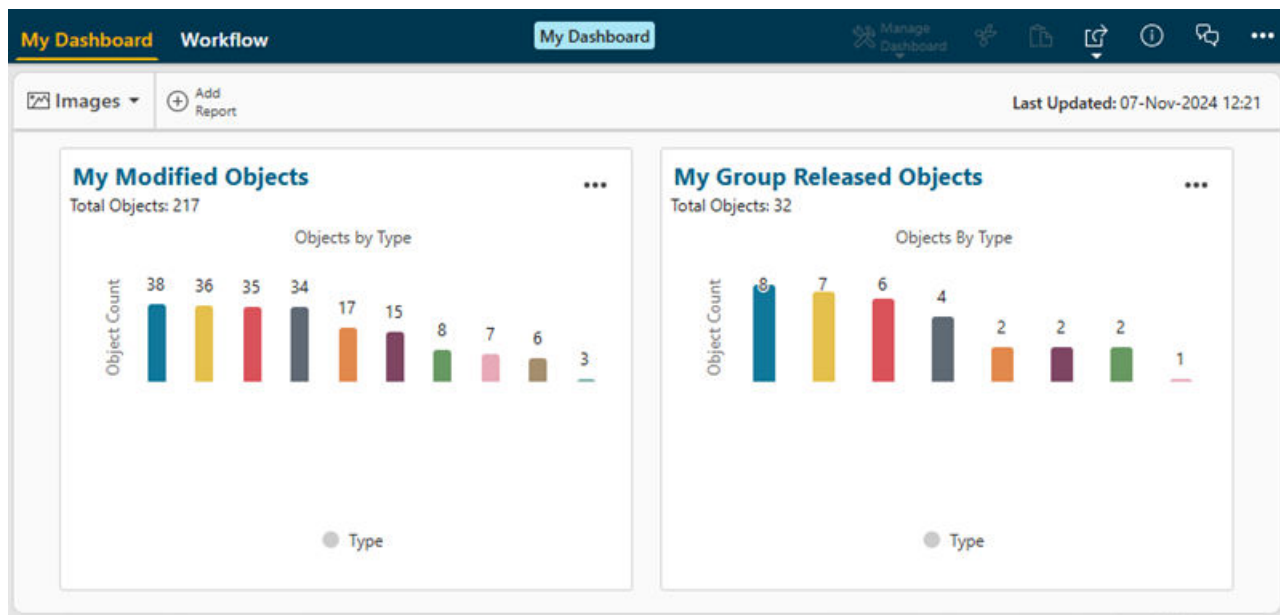 My Dashboard Workflow My Dashboard Manage
Dashboard
Images Add
Report Last Updated: 07-Nov-2024 12:21
My Modified Objects
Total Objects: 217
Objects by Type
Object Count
38 36 35 34 17 15 8 7 6 3
Type
My Group Released Objects
Total Objects: 32
Objects By Type
Object Count
8 7 6 4 2 2 2 1
Type